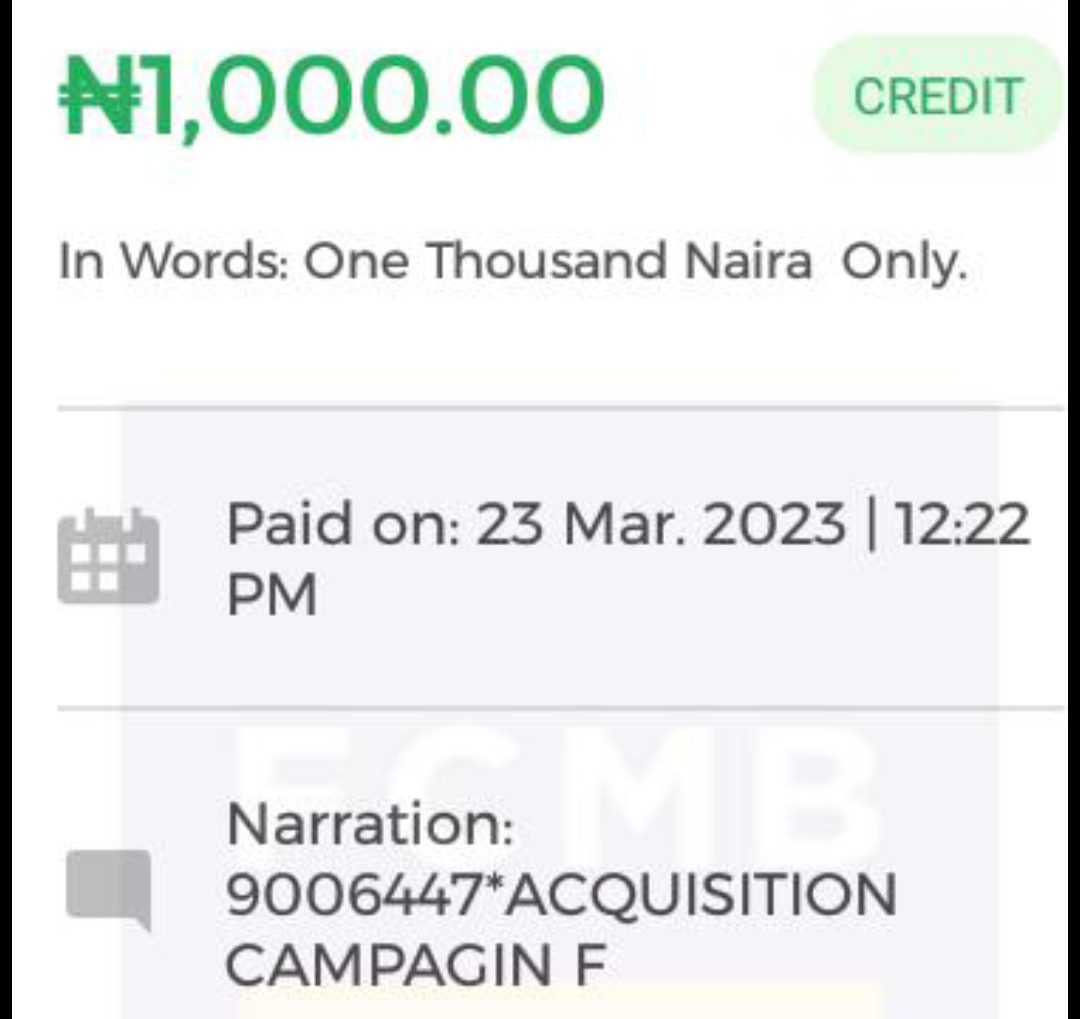 ₦1,000.00 CREDIT
In Words: One Thousand Naira Only.
Paid on: 23 Mar. 2023 | 12:22
PM
FCMB
Narration:
9006447*ACQUISITION
CAMPAGIN F